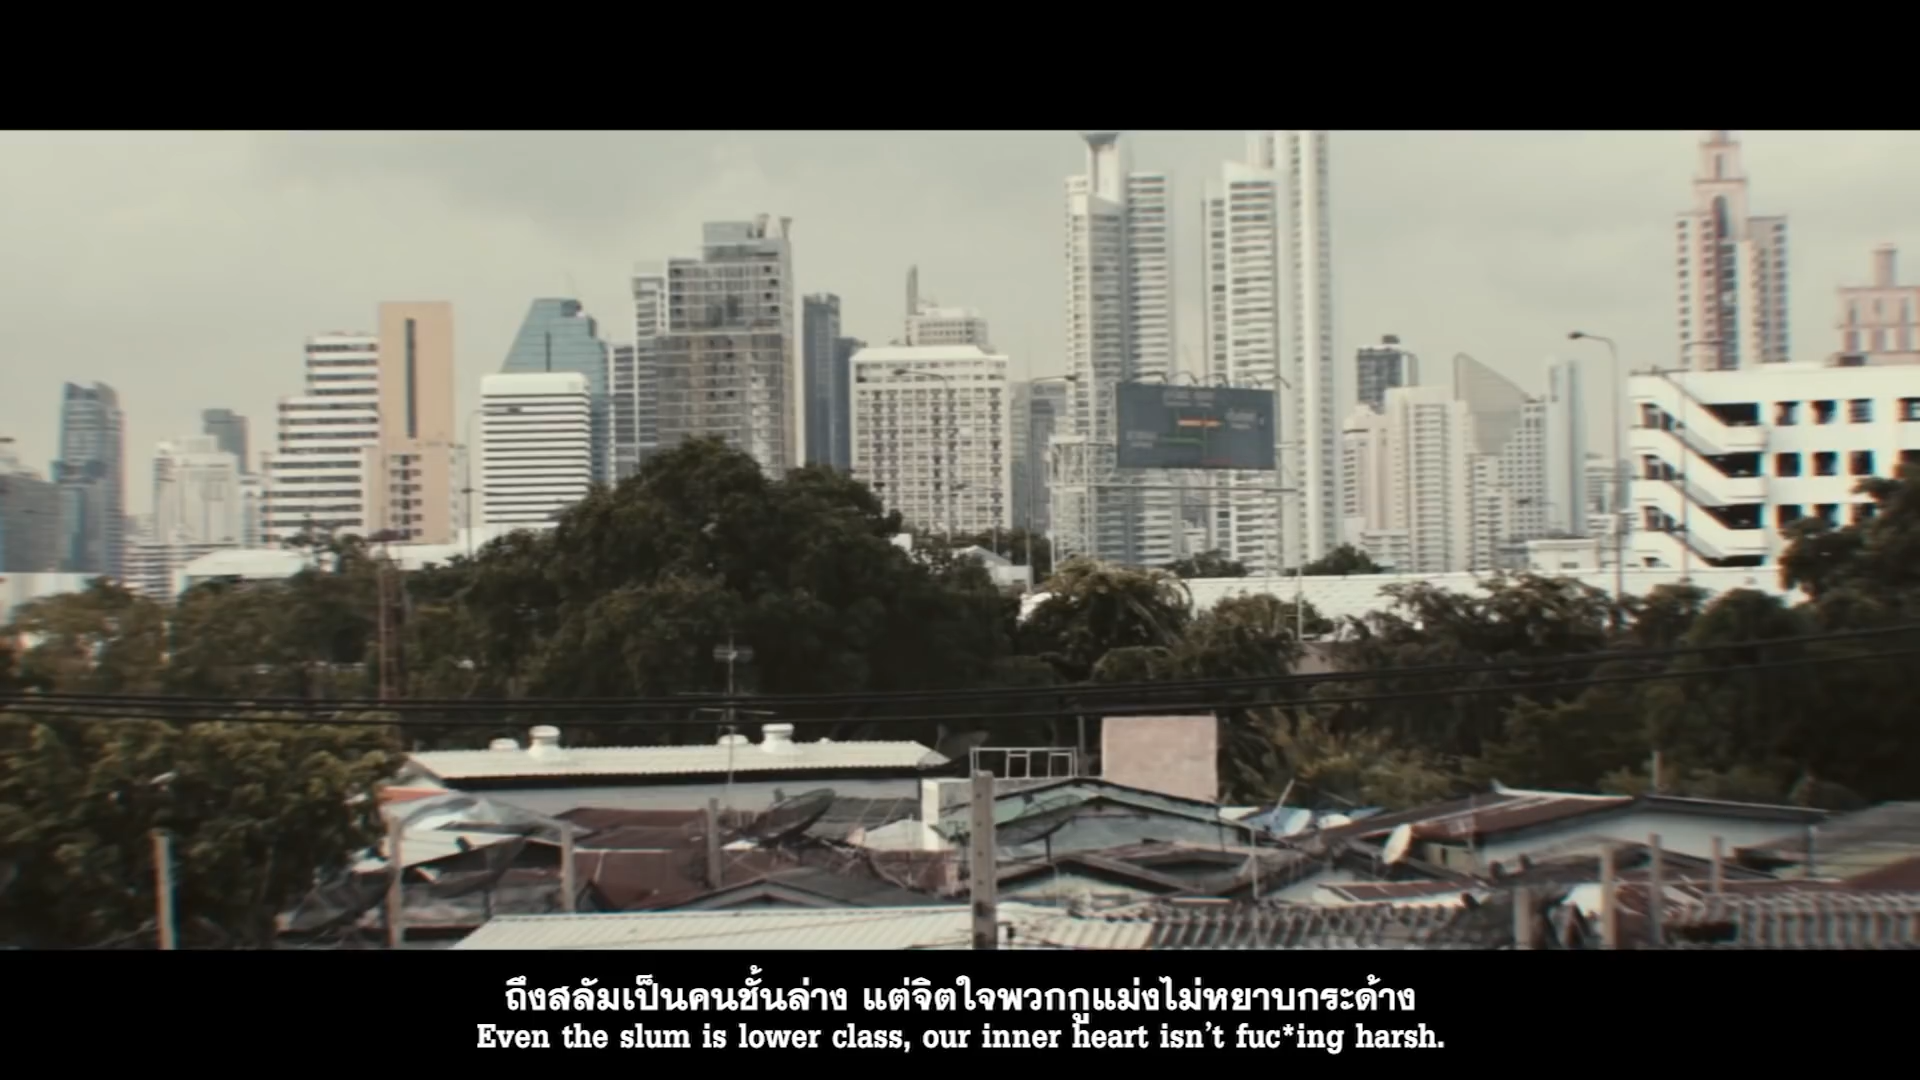 ถึงสลัมเป็นคนชั้นล่าง แต่จิตใจพวกกูแม่งไม่หยาบกระด้าง
Even the slum is lower class, our inner heart isn't fuc*ing harsh.